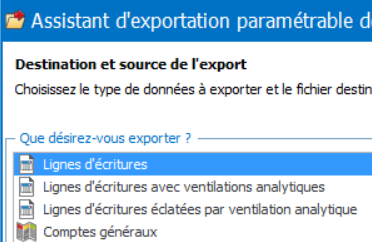 Assistant d'exportation paramétrable d
Destination et source de l'export
Choisissez le type de données à exporter et le fichier destin
Que désirez-vous exporter ?
Lignes d'écritures
Lignes d'écritures avec ventilations analytiques
Lignes d'écritures éclatées par ventilation analytique
Comptes généraux